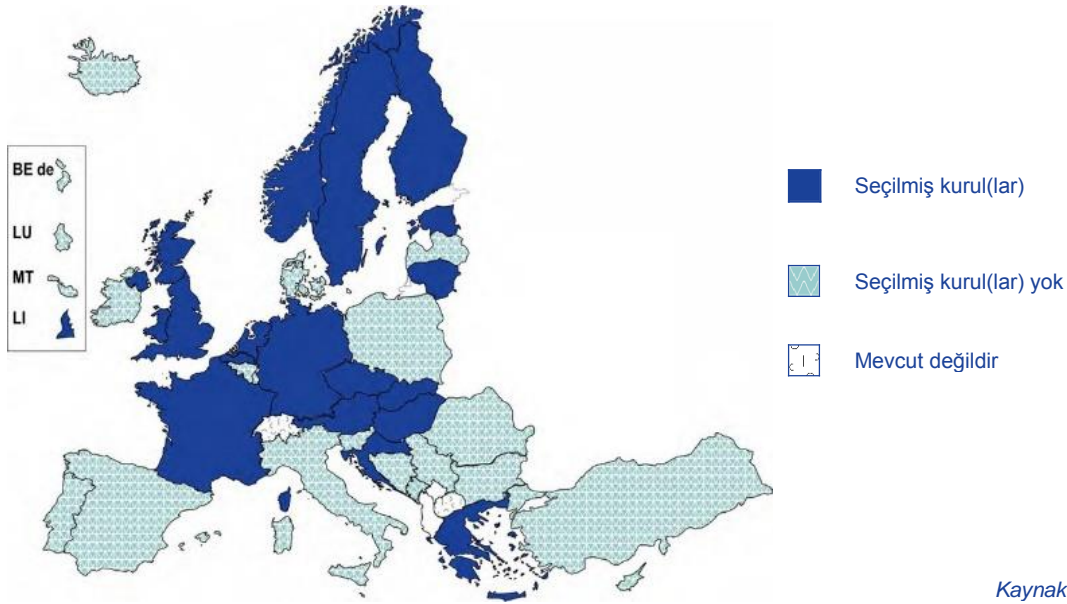 BE de
LU
MT
LI
Seçilmiş kurul(lar)
Seçilmiş kurul(lar) yok
Mevcut değildir
Kaynak